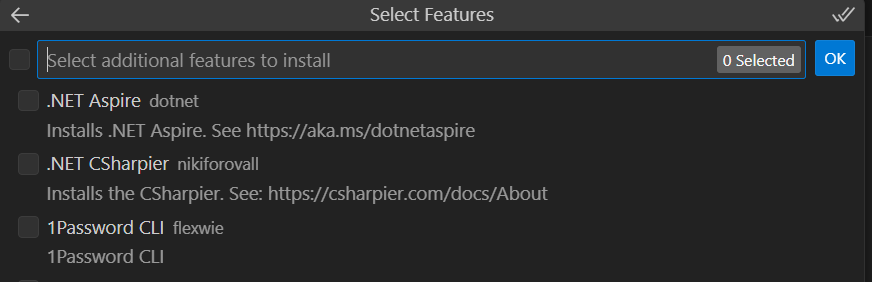 Select Features
Select additional features to install 0 Selected OK
.NET Aspire dotnet
Installs .NET Aspire. See https://aka.ms/dotnetaspire
.NET CSharpier nikiforovall
Installs the CSharpier. See: https://csharpier.com/docs/About
1Password CLI flexwie
1Password CLI